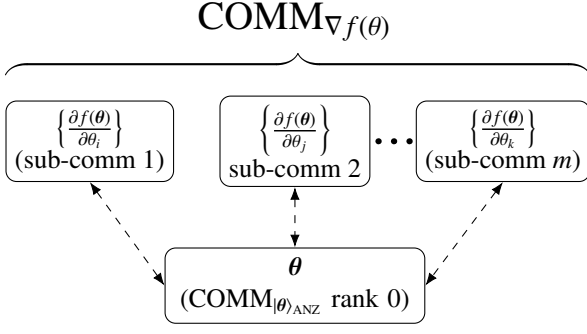 COMM∇f(θ)
{∂f(θ)/∂θi} {∂f(θ)/∂θj} ••• {∂f(θ)/∂θk}
(sub-comm 1) sub-comm 2 (sub-comm m)
θ
(COMM|θ⟩ANZ rank 0)